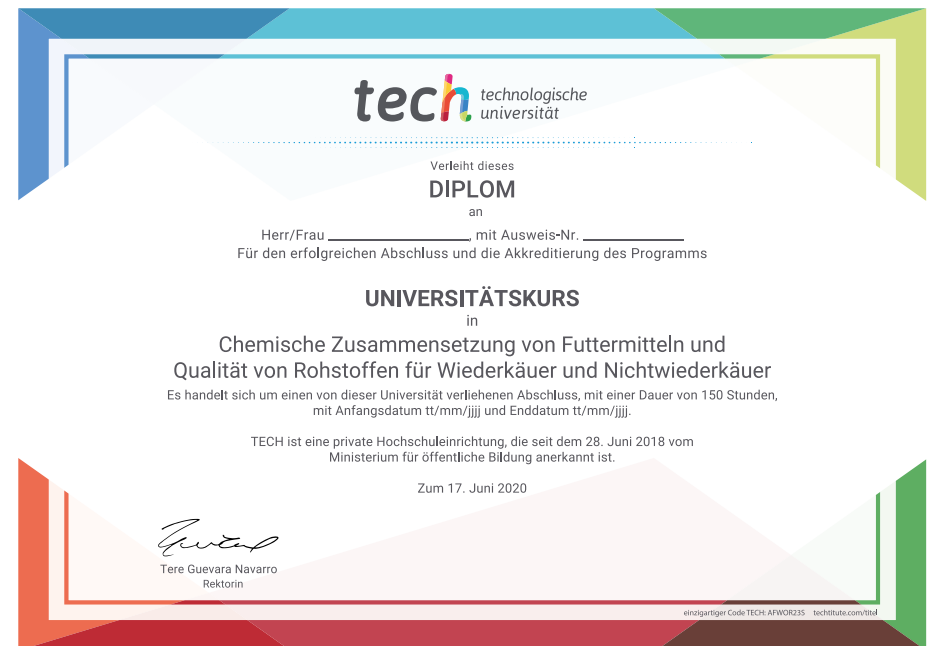 tech technologische
universität
Verleiht dieses
DIPLOM
an
Herr/Frau ____________________, mit Ausweis-Nr. ______________
Für den erfolgreichen Abschluss und die Akkreditierung des Programms
UNIVERSITÄTSKURS
in
Chemische Zusammensetzung von Futtermitteln und
Qualität von Rohstoffen für Wiederkäuer und Nichtwiederkäuer
Es handelt sich um einen von dieser Universität verliehenen Abschluss, mit einer Dauer von 150 Stunden,
mit Anfangsdatum tt/mm/jjjj und Enddatum tt/mm/jjjj.
TECH ist eine private Hochschuleinrichtung, die seit dem 28. Juni 2018 vom
Ministerium für öffentliche Bildung anerkannt ist.
Zum 17. Juni 2020
Tere Guevara Navarro
Rektorin
einzigartiger Code TECH: AFWOR23S techtitute.com/titel